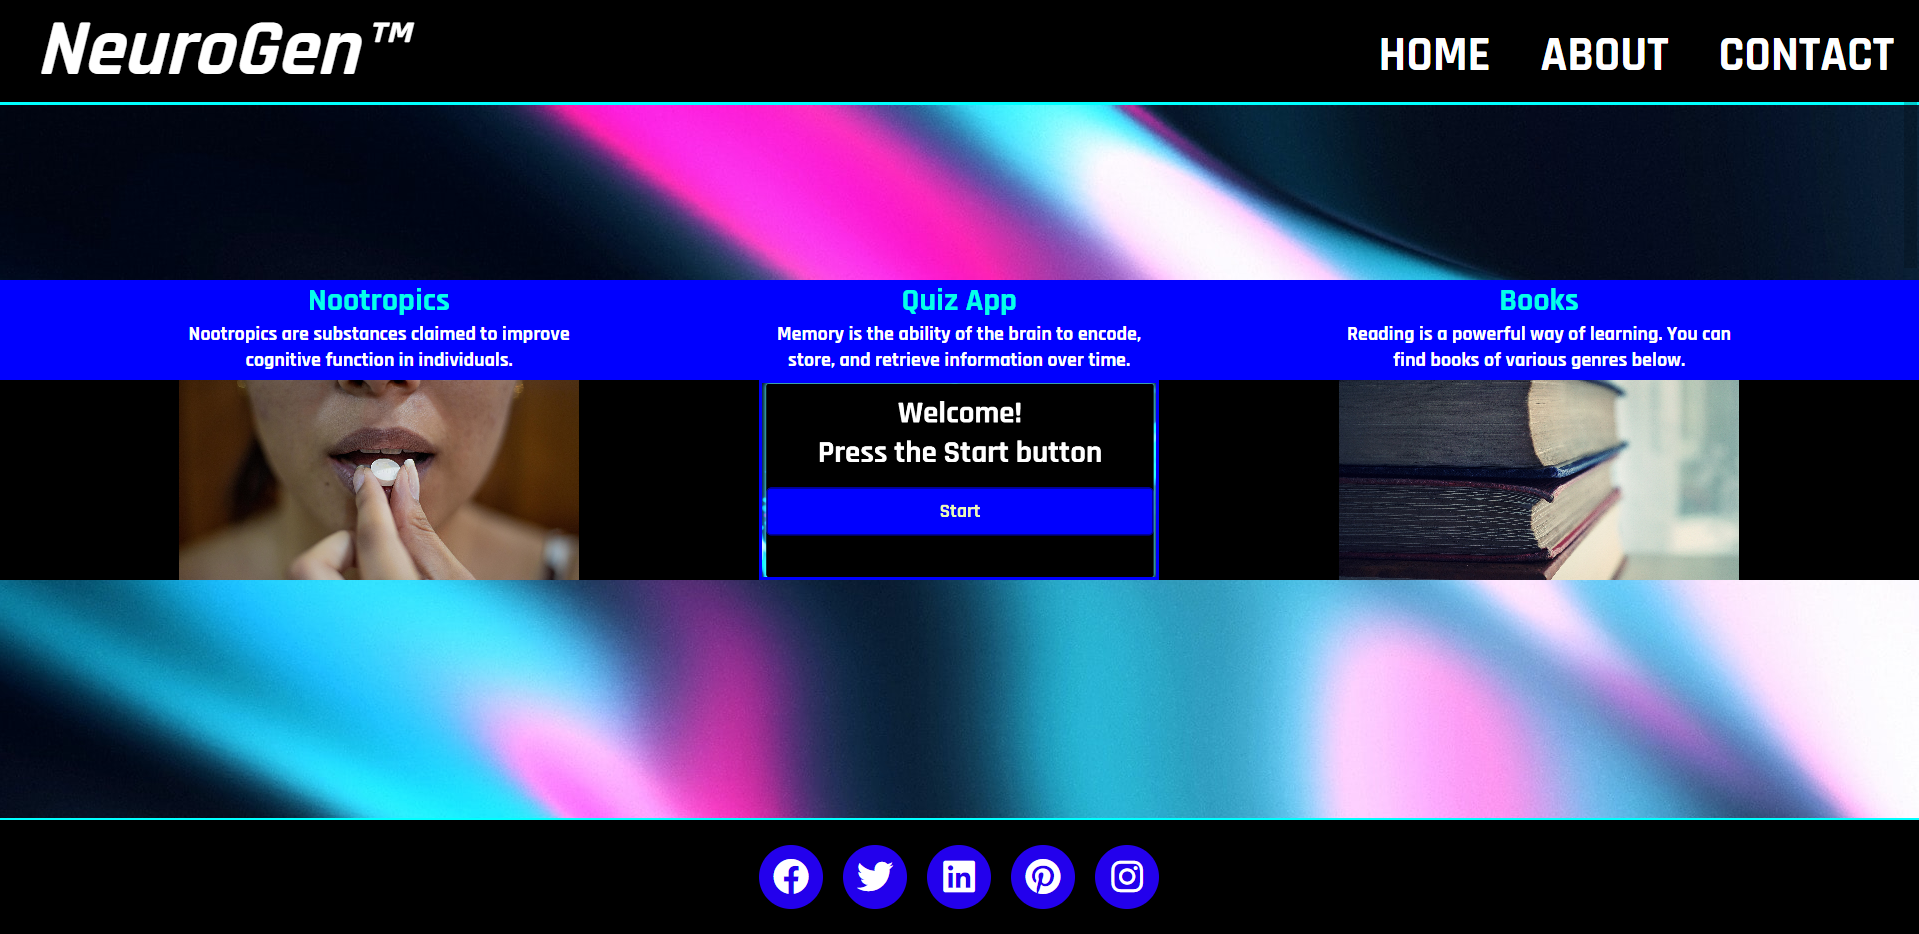 NeuroGen™
HOME ABOUT CONTACT
Nootropics
Nootropics are substances claimed to improve
cognitive function in individuals.
Quiz App
Memory is the ability of the brain to encode,
store, and retrieve information over time.
Books
Reading is a powerful way of learning. You can
find books of various genres below.
Welcome!
Press the Start button
Start